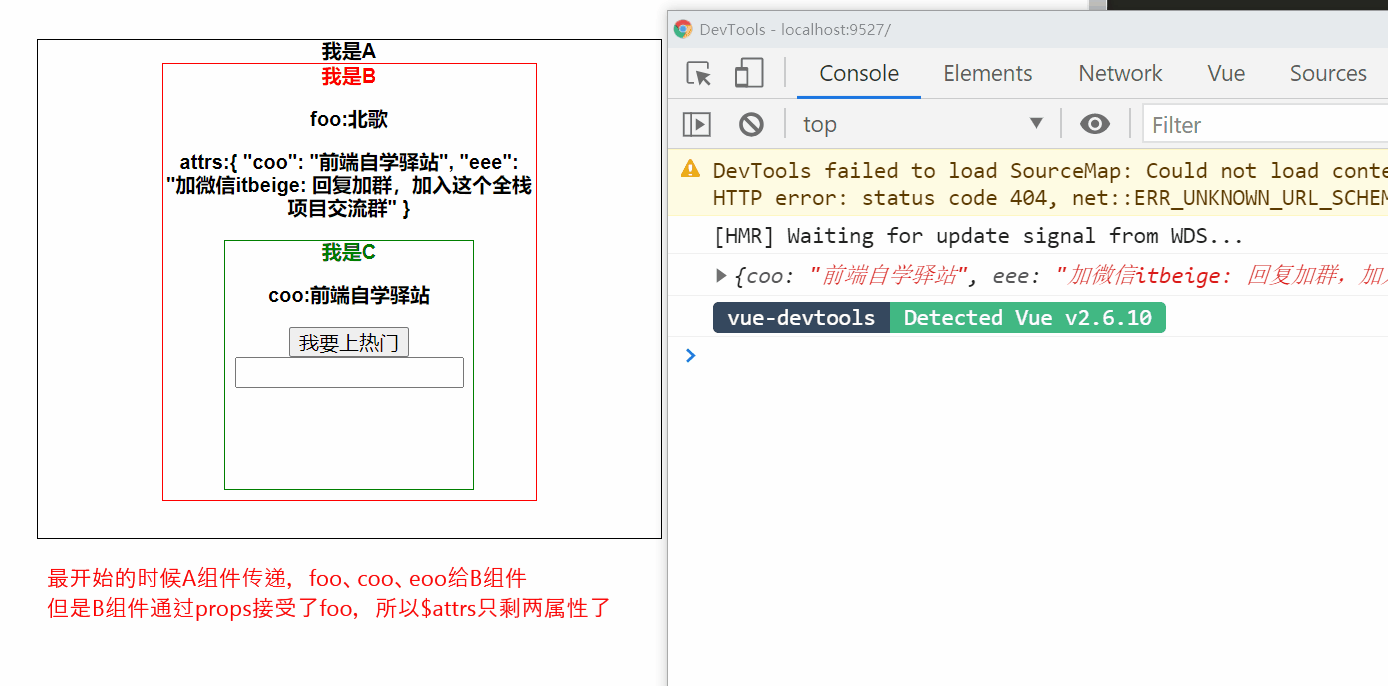 我是A
我是B
foo:北歌
attrs:{ "coo": "前端自学驿站", "eee":
"加微信itbeige: 回复加群，加入这个全栈
项目交流群" }
我是C
coo:前端自学驿站
我要上热门
最开始的时候A组件传递，foo、coo、eoo给B组件
但是B组件通过props接受了foo，所以$attrs只剩两属性了
DevTools - localhost:9527/
Console Elements Network Vue Sources
top Filter
DevTools failed to load SourceMap: Could not load conte
HTTP error: status code 404, net::ERR_UNKNOWN_URL_SCHEM
[HMR] Waiting for update signal from WDS...
{coo: "前端自学驿站", eee: "加微信itbeige: 回复加群，加
vue-devtools Detected Vue v2.6.10